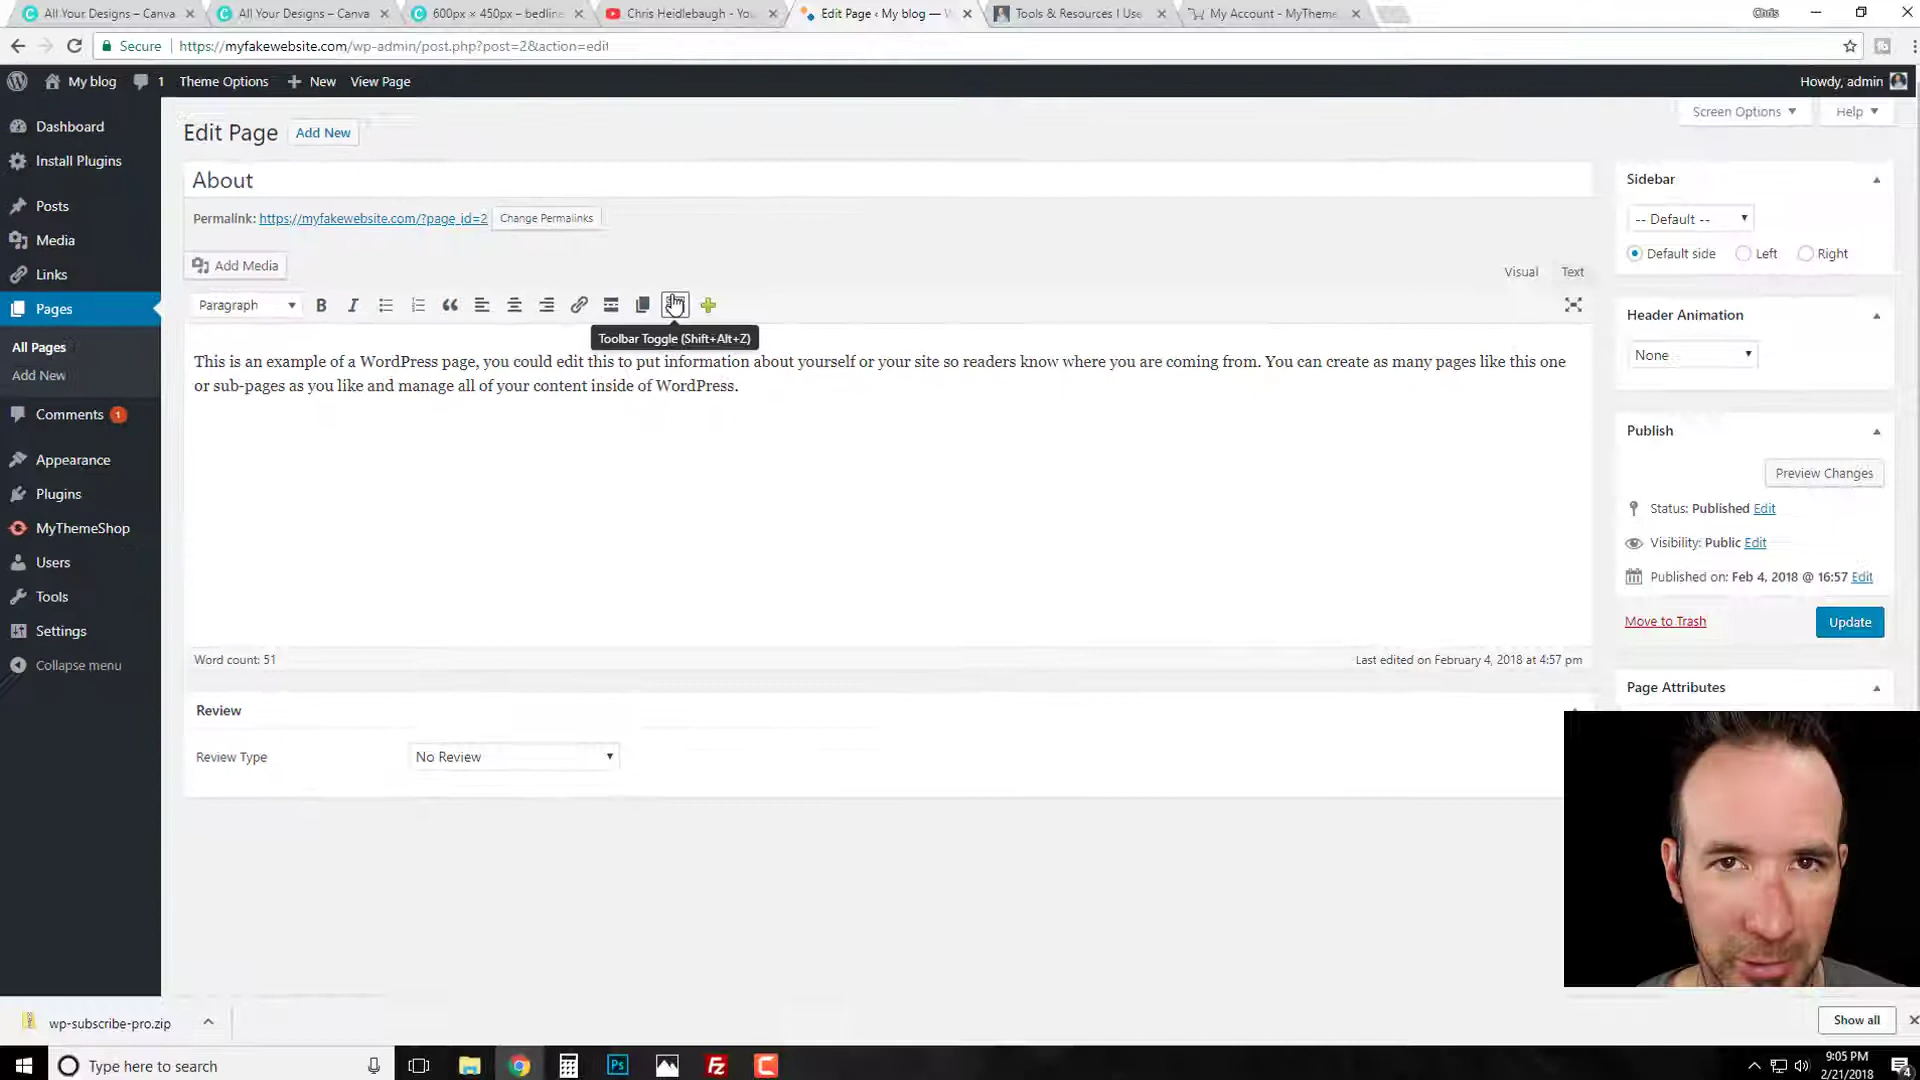 All Your Designs – Canva
All Your Designs – Canva
600px × 450px – bedline
Chris Heidlebaugh - You
Edit Page ‹ My blog —
Tools & Resources I Use
My Account - MyTheme
Chris
Secure
https://myfakewebsite.com/wp-admin/post.php?post=2&action=edit
My blog
1
Theme Options
New
View Page
Howdy, admin
Dashboard
Install Plugins
Posts
Media
Links
Pages
All Pages
Add New
Comments 1
Appearance
Plugins
MyThemeShop
Users
Tools
Settings
Collapse menu
Edit Page
Add New
Screen Options
Help
About
Permalink: https://myfakewebsite.com/?page_id=2
Change Permalinks
Add Media
Visual
Text
Paragraph
B
I
Toolbar Toggle (Shift+Alt+Z)
This is an example of a WordPress page, you could edit this to put information about yourself or your site so readers know where you are coming from. You can create as many pages like this one
or sub-pages as you like and manage all of your content inside of WordPress.
Word count: 51
Last edited on February 4, 2018 at 4:57 pm
Review
Review Type
No Review
Sidebar
-- Default --
Default side
Left
Right
Header Animation
None
Publish
Preview Changes
Status: Published Edit
Visibility: Public Edit
Published on: Feb 4, 2018 @ 16:57 Edit
Move to Trash
Update
Page Attributes
wp-subscribe-pro.zip
Show all
Type here to search
Ps
Fz
9:05 PM
2/21/2018
4